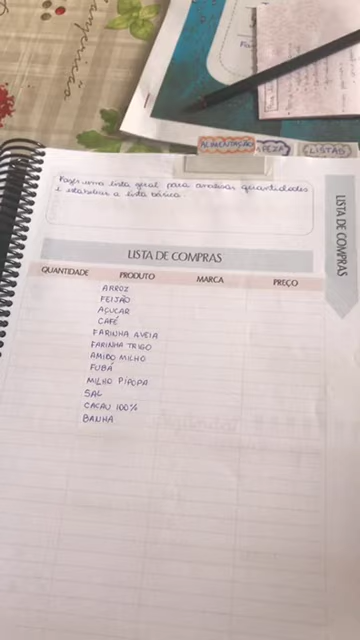 ALIMENTAÇÃO
LISTAS
Fazer uma lista geral para analisar quantidades
e estabelecer a lista básica
LISTA DE COMPRAS
LISTA DE COMPRAS
QUANTIDADE PRODUTO MARCA PREÇO
ARROZ
FEIJÃO
AÇUCAR
CAFÉ
FARINHA AVEIA
FARINHA TRIGO
AMIDO MILHO
FUBÁ
MILHO PIPOPA
SAL
CACAU 100%
BANHA